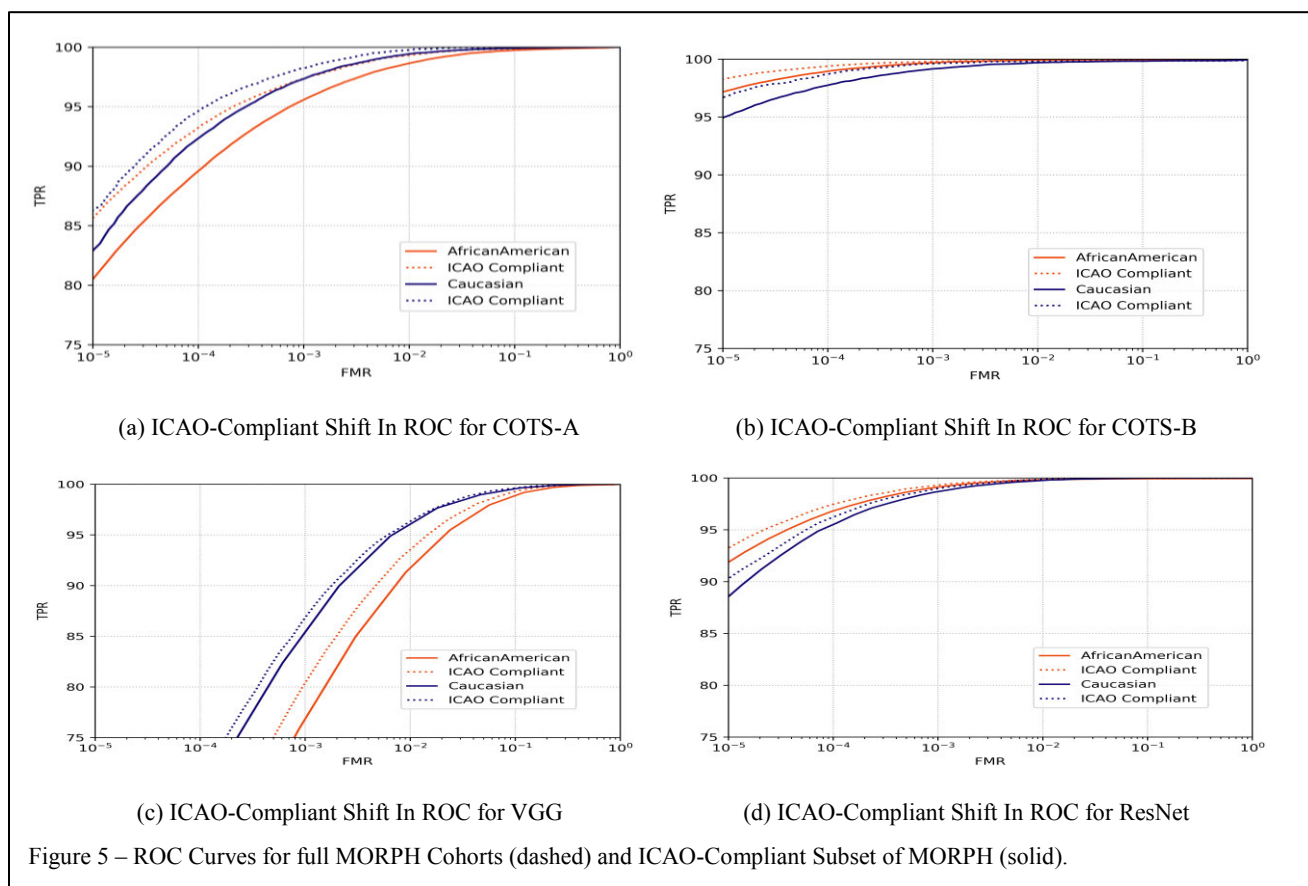 100
95
90
85
80
75
TPR
10⁻⁵
10⁻⁴
10⁻³
10⁻²
10⁻¹
10⁰
FMR
AfricanAmerican
ICAO Compliant
Caucasian
ICAO Compliant
(a) ICAO-Compliant Shift In ROC for COTS-A
100
95
90
85
80
75
TPR
10⁻⁵
10⁻⁴
10⁻³
10⁻²
10⁻¹
10⁰
FMR
AfricanAmerican
ICAO Compliant
Caucasian
ICAO Compliant
(b) ICAO-Compliant Shift In ROC for COTS-B
100
95
90
85
80
75
TPR
10⁻⁵
10⁻⁴
10⁻³
10⁻²
10⁻¹
10⁰
FMR
AfricanAmerican
ICAO Compliant
Caucasian
ICAO Compliant
(c) ICAO-Compliant Shift In ROC for VGG
100
95
90
85
80
75
TPR
10⁻⁵
10⁻⁴
10⁻³
10⁻²
10⁻¹
10⁰
FMR
AfricanAmerican
ICAO Compliant
Caucasian
ICAO Compliant
(d) ICAO-Compliant Shift In ROC for ResNet
Figure 5 – ROC Curves for full MORPH Cohorts (dashed) and ICAO-Compliant Subset of MORPH (solid).